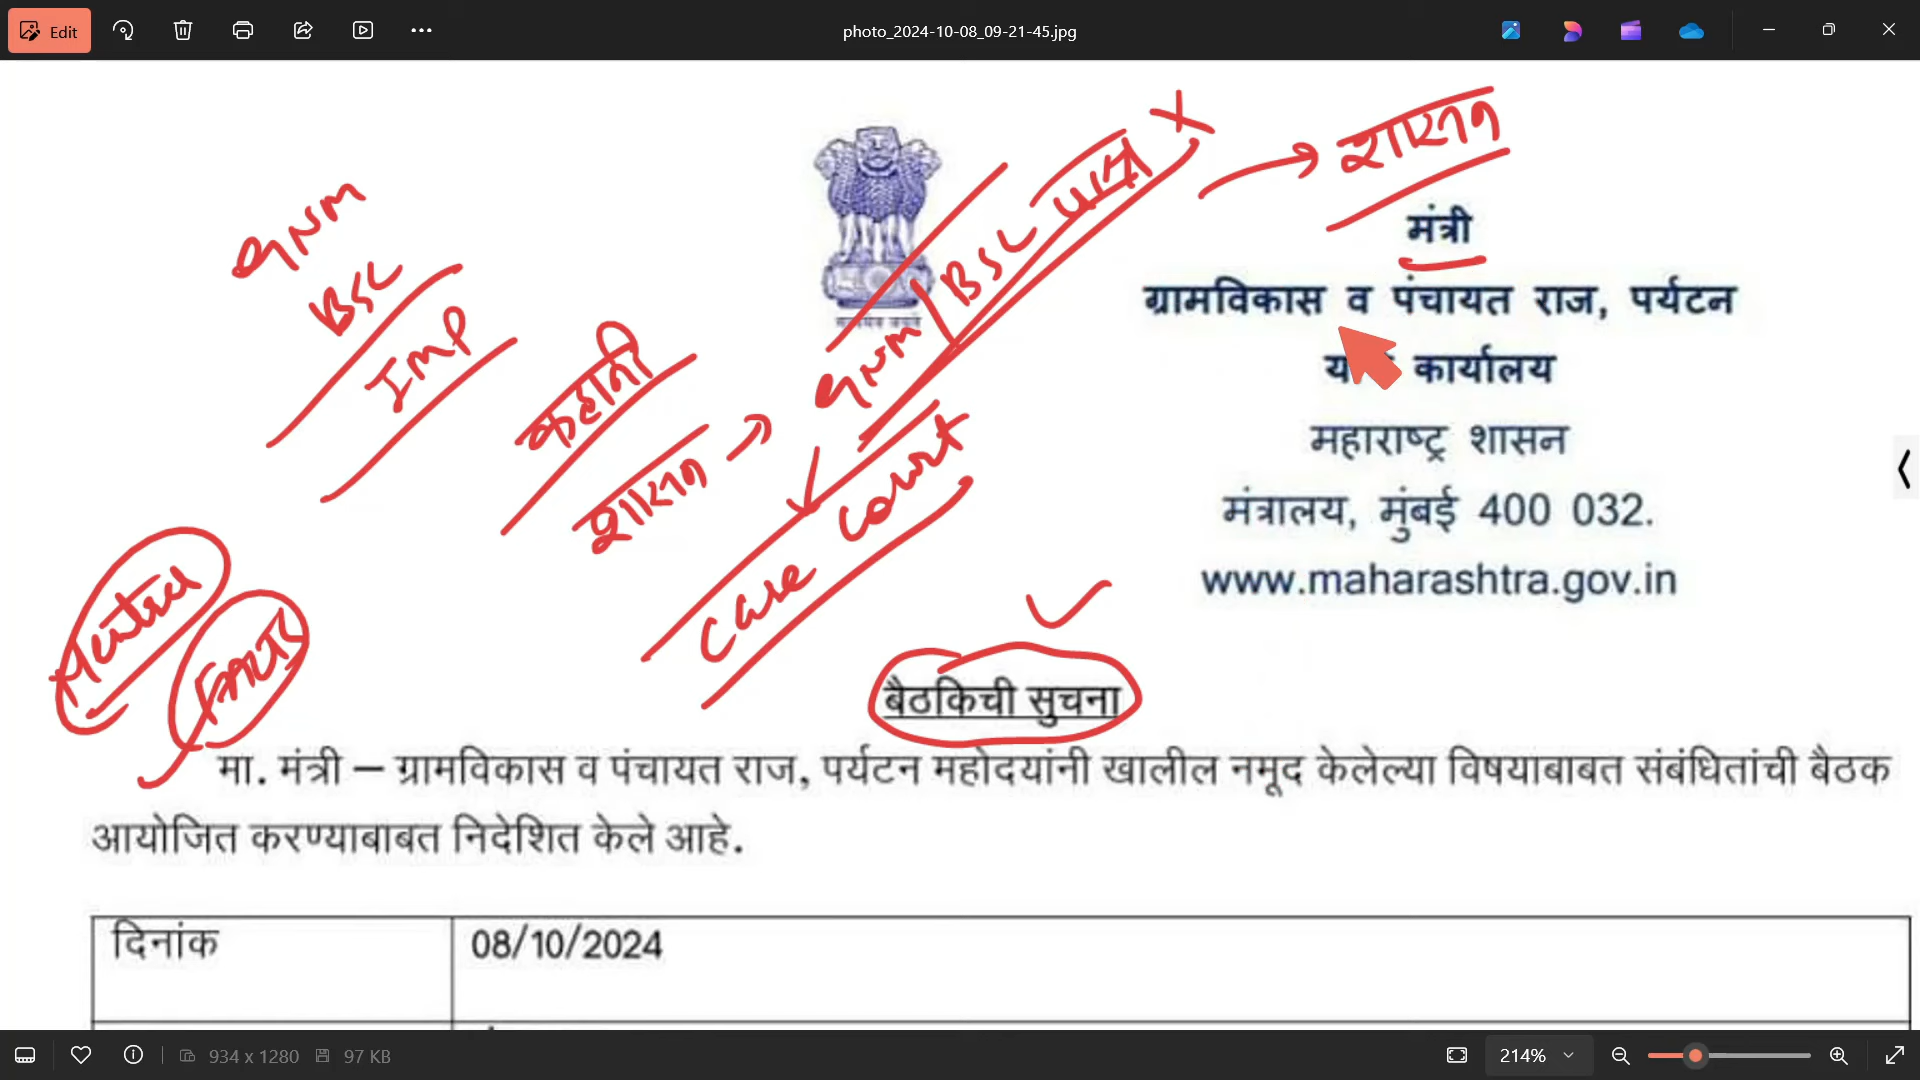 Edit
photo_2024-10-08_09-21-45.jpg
GNM
BSC
IMP
कहानी
शासन
GNM / BSC पात्र
शासन
Case Court
मंत्री
ग्रामविकास व पंचायत राज, पर्यटन
कार्यालय
महाराष्ट्र शासन
मंत्रालय, मुंबई 400 032.
www.maharashtra.gov.in
बैठकिची सुचना
मा. मंत्री – ग्रामविकास व पंचायत राज, पर्यटन महोदयांनी खालील नमूद केलेल्या विषयाबाबत संबंधितांची बैठक
आयोजित करण्याबाबत निदेशित केले आहे.
दिनांक 08/10/2024
934 x 1280 97 KB
214%